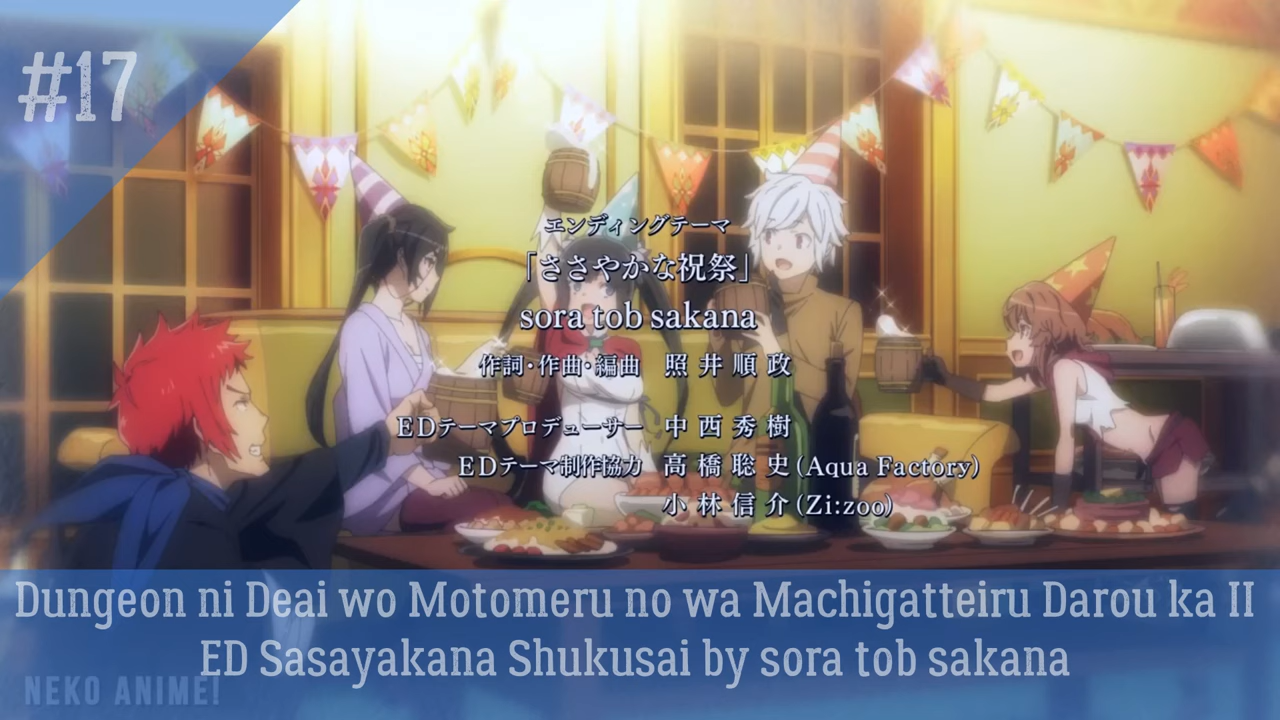 #17
エンディングテーマ
「ささやかな祝祭」
sora tob sakana
作詞・作曲・編曲 照井順政
EDテーマプロデューサー 中西秀樹
EDテーマ制作協力 高橋聡史(Aqua Factory)
小林信介(Zi:zoo)
Dungeon ni Deai wo Motomeru no wa Machigatteiru Darou ka II
ED Sasayakana Shukusai by sora tob sakana
NEKO ANIME!